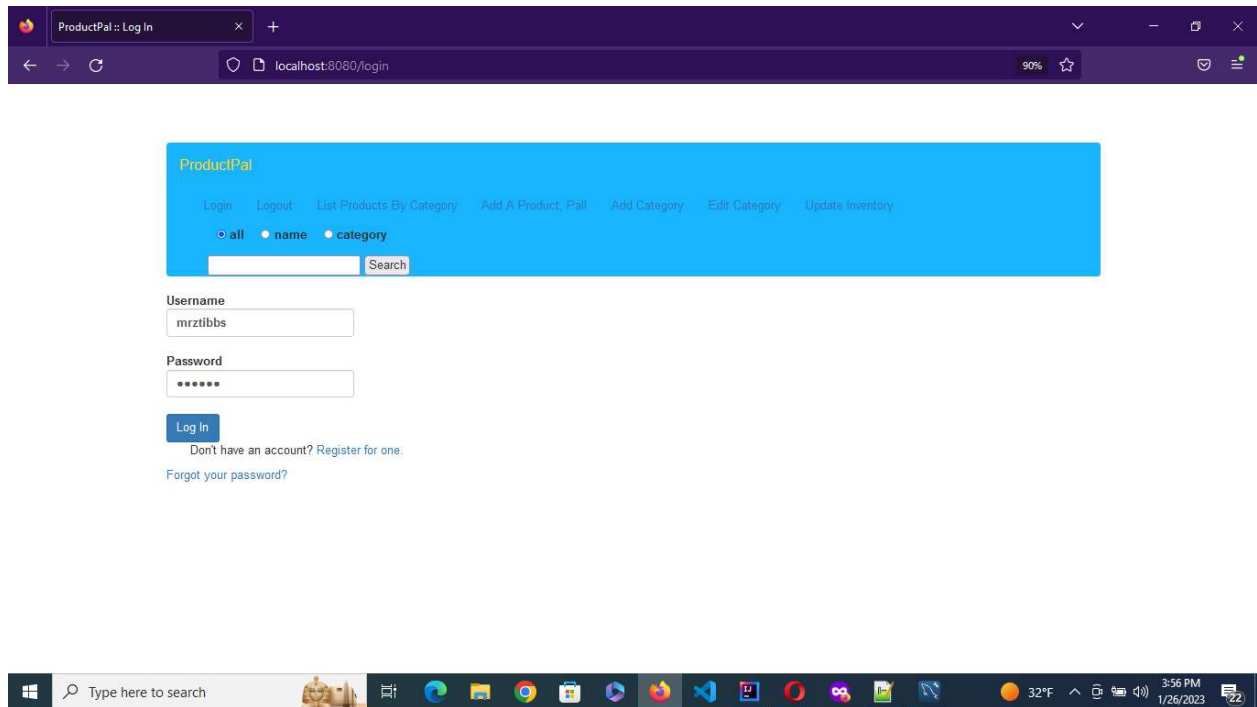 ProductPal :: Log In
localhost:8080/login
90%
ProductPal
Login Logout List Products By Category Add A Product, Pal! Add Category Edit Category Update Inventory
all name category
Search
Username
mrztibbs
Password
Log In
Don't have an account? Register for one.
Forgot your password?
Type here to search
32°F
3:56 PM
1/26/2023
22